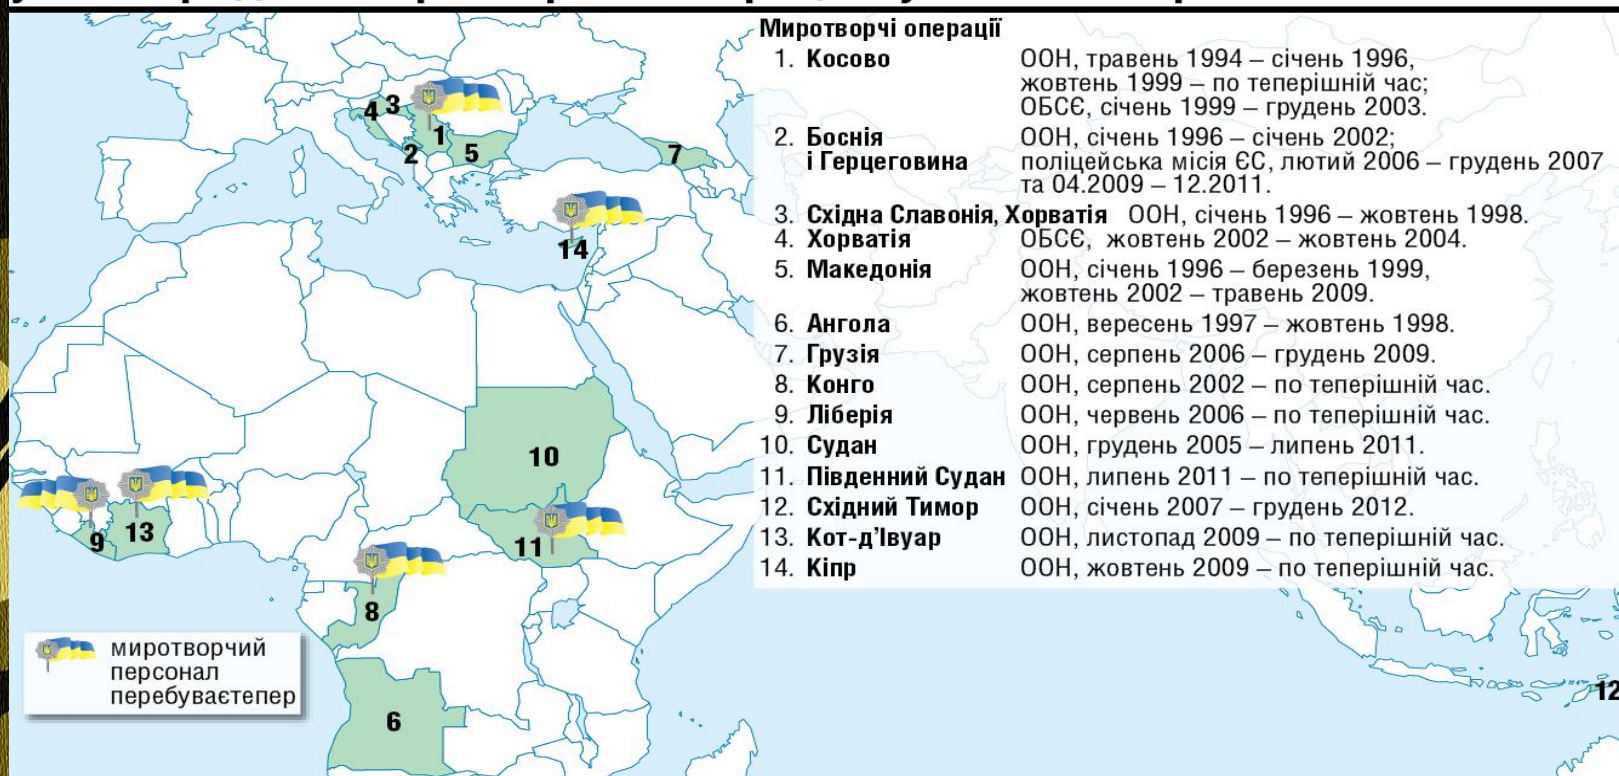 Миротворчі операції
1. Косово ООН, травень 1994 – січень 1996,
жовтень 1999 – по теперішній час;
ОБСЄ, січень 1999 – грудень 2003.
2. Боснія ООН, січень 1996 – січень 2002;
і Герцеговина поліцейська місія ЄС, лютий 2006 – грудень 2007
та 04.2009 – 12.2011.
3. Східна Славонія, Хорватія ООН, січень 1996 – жовтень 1998.
4. Хорватія ОБСЄ, жовтень 2002 – жовтень 2004.
5. Македонія ООН, січень 1996 – березень 1999,
жовтень 2002 – травень 2009.
6. Ангола ООН, вересень 1997 – жовтень 1998.
7. Грузія ООН, серпень 2006 – грудень 2009.
8. Конго ООН, серпень 2002 – по теперішній час.
9. Ліберія ООН, червень 2006 – по теперішній час.
10. Судан ООН, грудень 2005 – липень 2011.
11. Південний Судан ООН, липень 2011 – по теперішній час.
12. Східний Тимор ООН, січень 2007 – грудень 2012.
13. Кот-д'Івуар ООН, листопад 2009 – по теперішній час.
14. Кіпр ООН, жовтень 2009 – по теперішній час.
4 3
1
2 5 7
14
10
13
9
11
8
6
12
миротворчий
персонал
перебуваєтепер